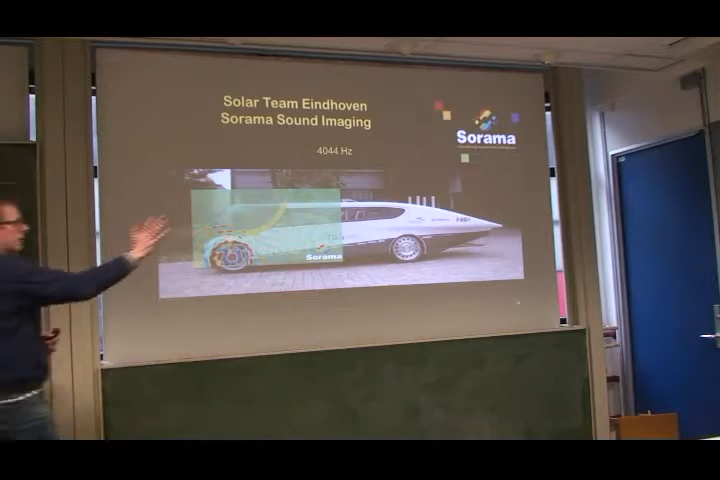 Solar Team Eindhoven
Sorama Sound Imaging
4044 Hz
Sorama
Sorama